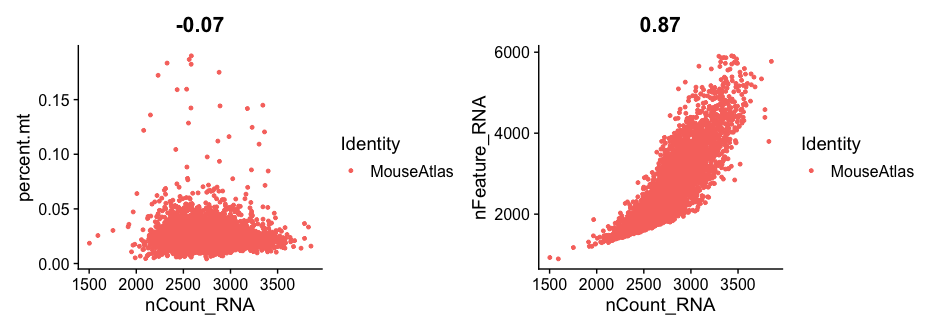 -0.07
percent.mt
0.15
0.10
0.05
0.00
1500 2000 2500 3000 3500
nCount_RNA
Identity
MouseAtlas
0.87
nFeature_RNA
6000
4000
2000
1500 2000 2500 3000 3500
nCount_RNA
Identity
MouseAtlas